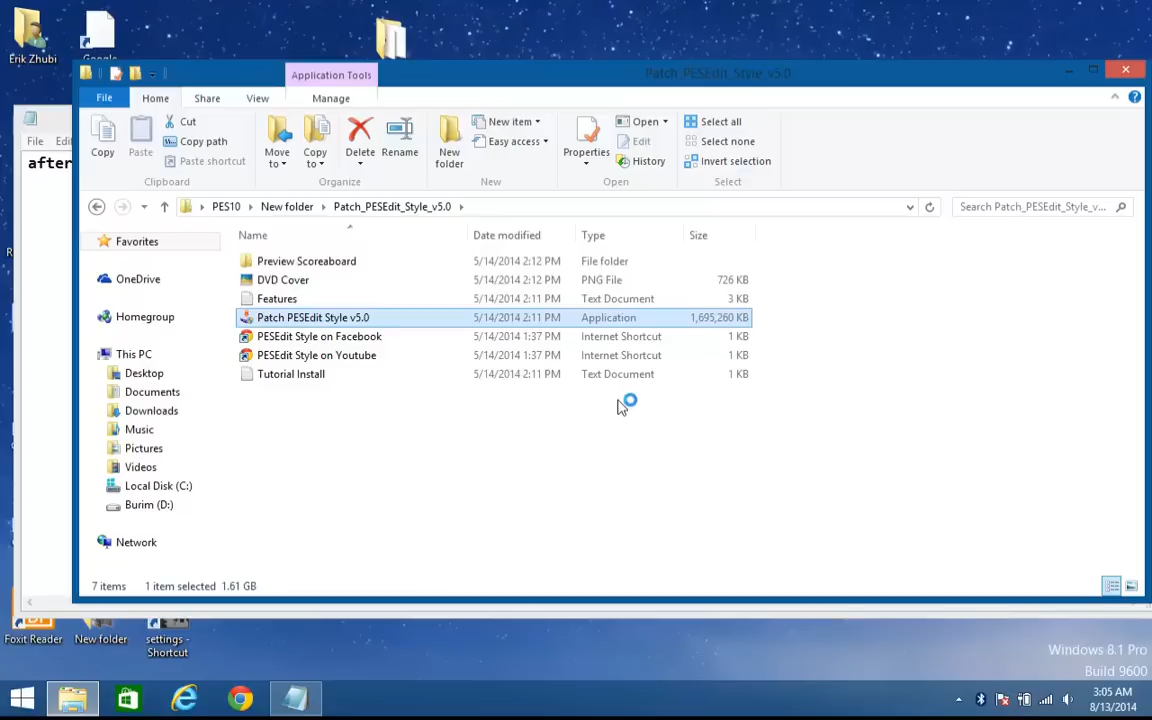 Erik Zhubi
Google
Application Tools
Patch_PESEdit_Style_v5.0
File
Home
Share
View
Manage
Copy
Paste
Cut
Copy path
Paste shortcut
Clipboard
Move to
Copy to
Delete
Rename
Organize
New folder
New item
Easy access
New
Properties
Open
Edit
History
Open
Select all
Select none
Invert selection
Select
File
after
PES10
New folder
Patch_PESEdit_Style_v5.0
Search Patch_PESEdit_Style_v...
Name
Date modified
Type
Size
Favorites
OneDrive
Homegroup
This PC
Desktop
Documents
Downloads
Music
Pictures
Videos
Local Disk (C:)
Burim (D:)
Network
Preview Scoreaboard 5/14/2014 2:12 PM File folder
DVD Cover 5/14/2014 2:12 PM PNG File 726 KB
Features 5/14/2014 2:11 PM Text Document 3 KB
Patch PESEdit Style v5.0 5/14/2014 2:11 PM Application 1,695,260 KB
PESEdit Style on Facebook 5/14/2014 1:37 PM Internet Shortcut 1 KB
PESEdit Style on Youtube 5/14/2014 1:37 PM Internet Shortcut 1 KB
Tutorial Install 5/14/2014 2:11 PM Text Document 1 KB
7 items 1 item selected 1.61 GB
Foxit Reader
New folder
settings -
Shortcut
Windows 8.1 Pro
Build 9600
3:05 AM
8/13/2014